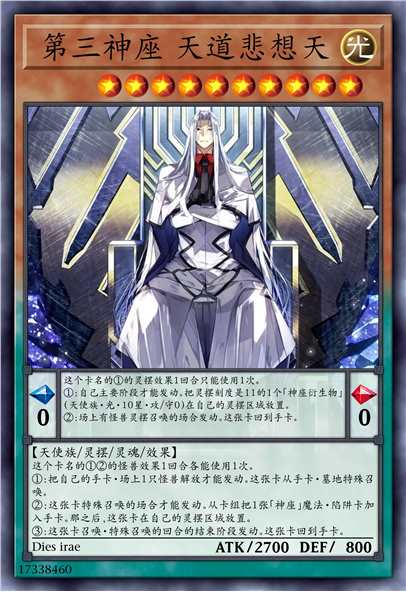 第三神座 天道悲想天
光
这个卡名的①的灵摆效果1回合只能使用1次。
①:自己主要阶段才能发动。把灵摆刻度是11的1个「神座衍生物」
(天使族·光·10星·攻/守0)在自己的灵摆区域放置。
②:场上有怪兽灵摆召唤的场合发动。这张卡回到手卡。
0
0
【天使族/灵摆/灵魂/效果】
这个卡名的①②的怪兽效果1回合各能使用1次。
①:把自己的手卡·场上1只怪兽解放才能发动。这张卡从手卡·墓地特殊召
唤。
②:这张卡特殊召唤的场合才能发动。从卡组把1张「神座」魔法·陷阱卡加
入手卡。那之后,这张卡在自己的灵摆区域放置。
③:这张卡召唤·特殊召唤的回合的结束阶段发动。这张卡回到手卡。
Dies irae
ATK/2700 DEF/ 800
17338460